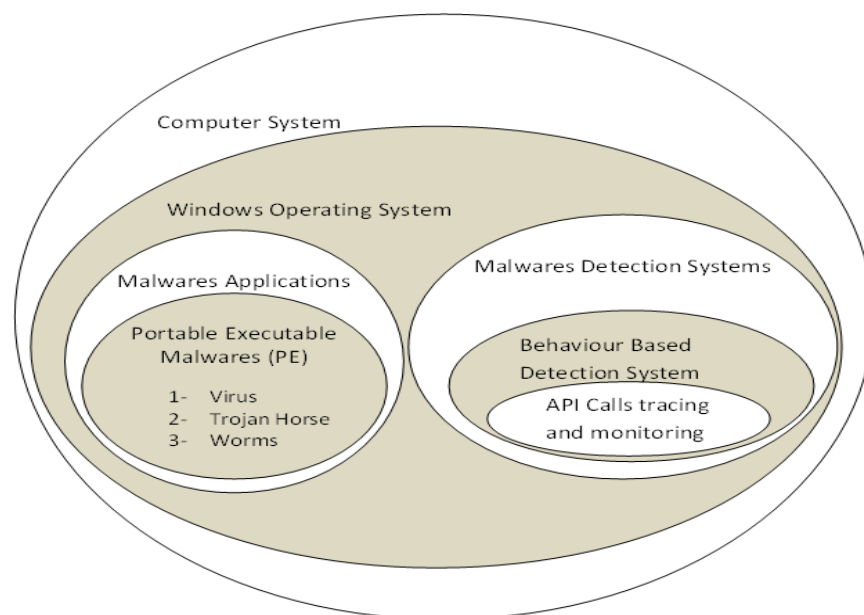 Computer System
Windows Operating System
Malwares Applications
Portable Executable
Malwares (PE)
1- Virus
2- Trojan Horse
3- Worms
Malwares Detection Systems
Behaviour Based
Detection System
API Calls tracing
and monitoring